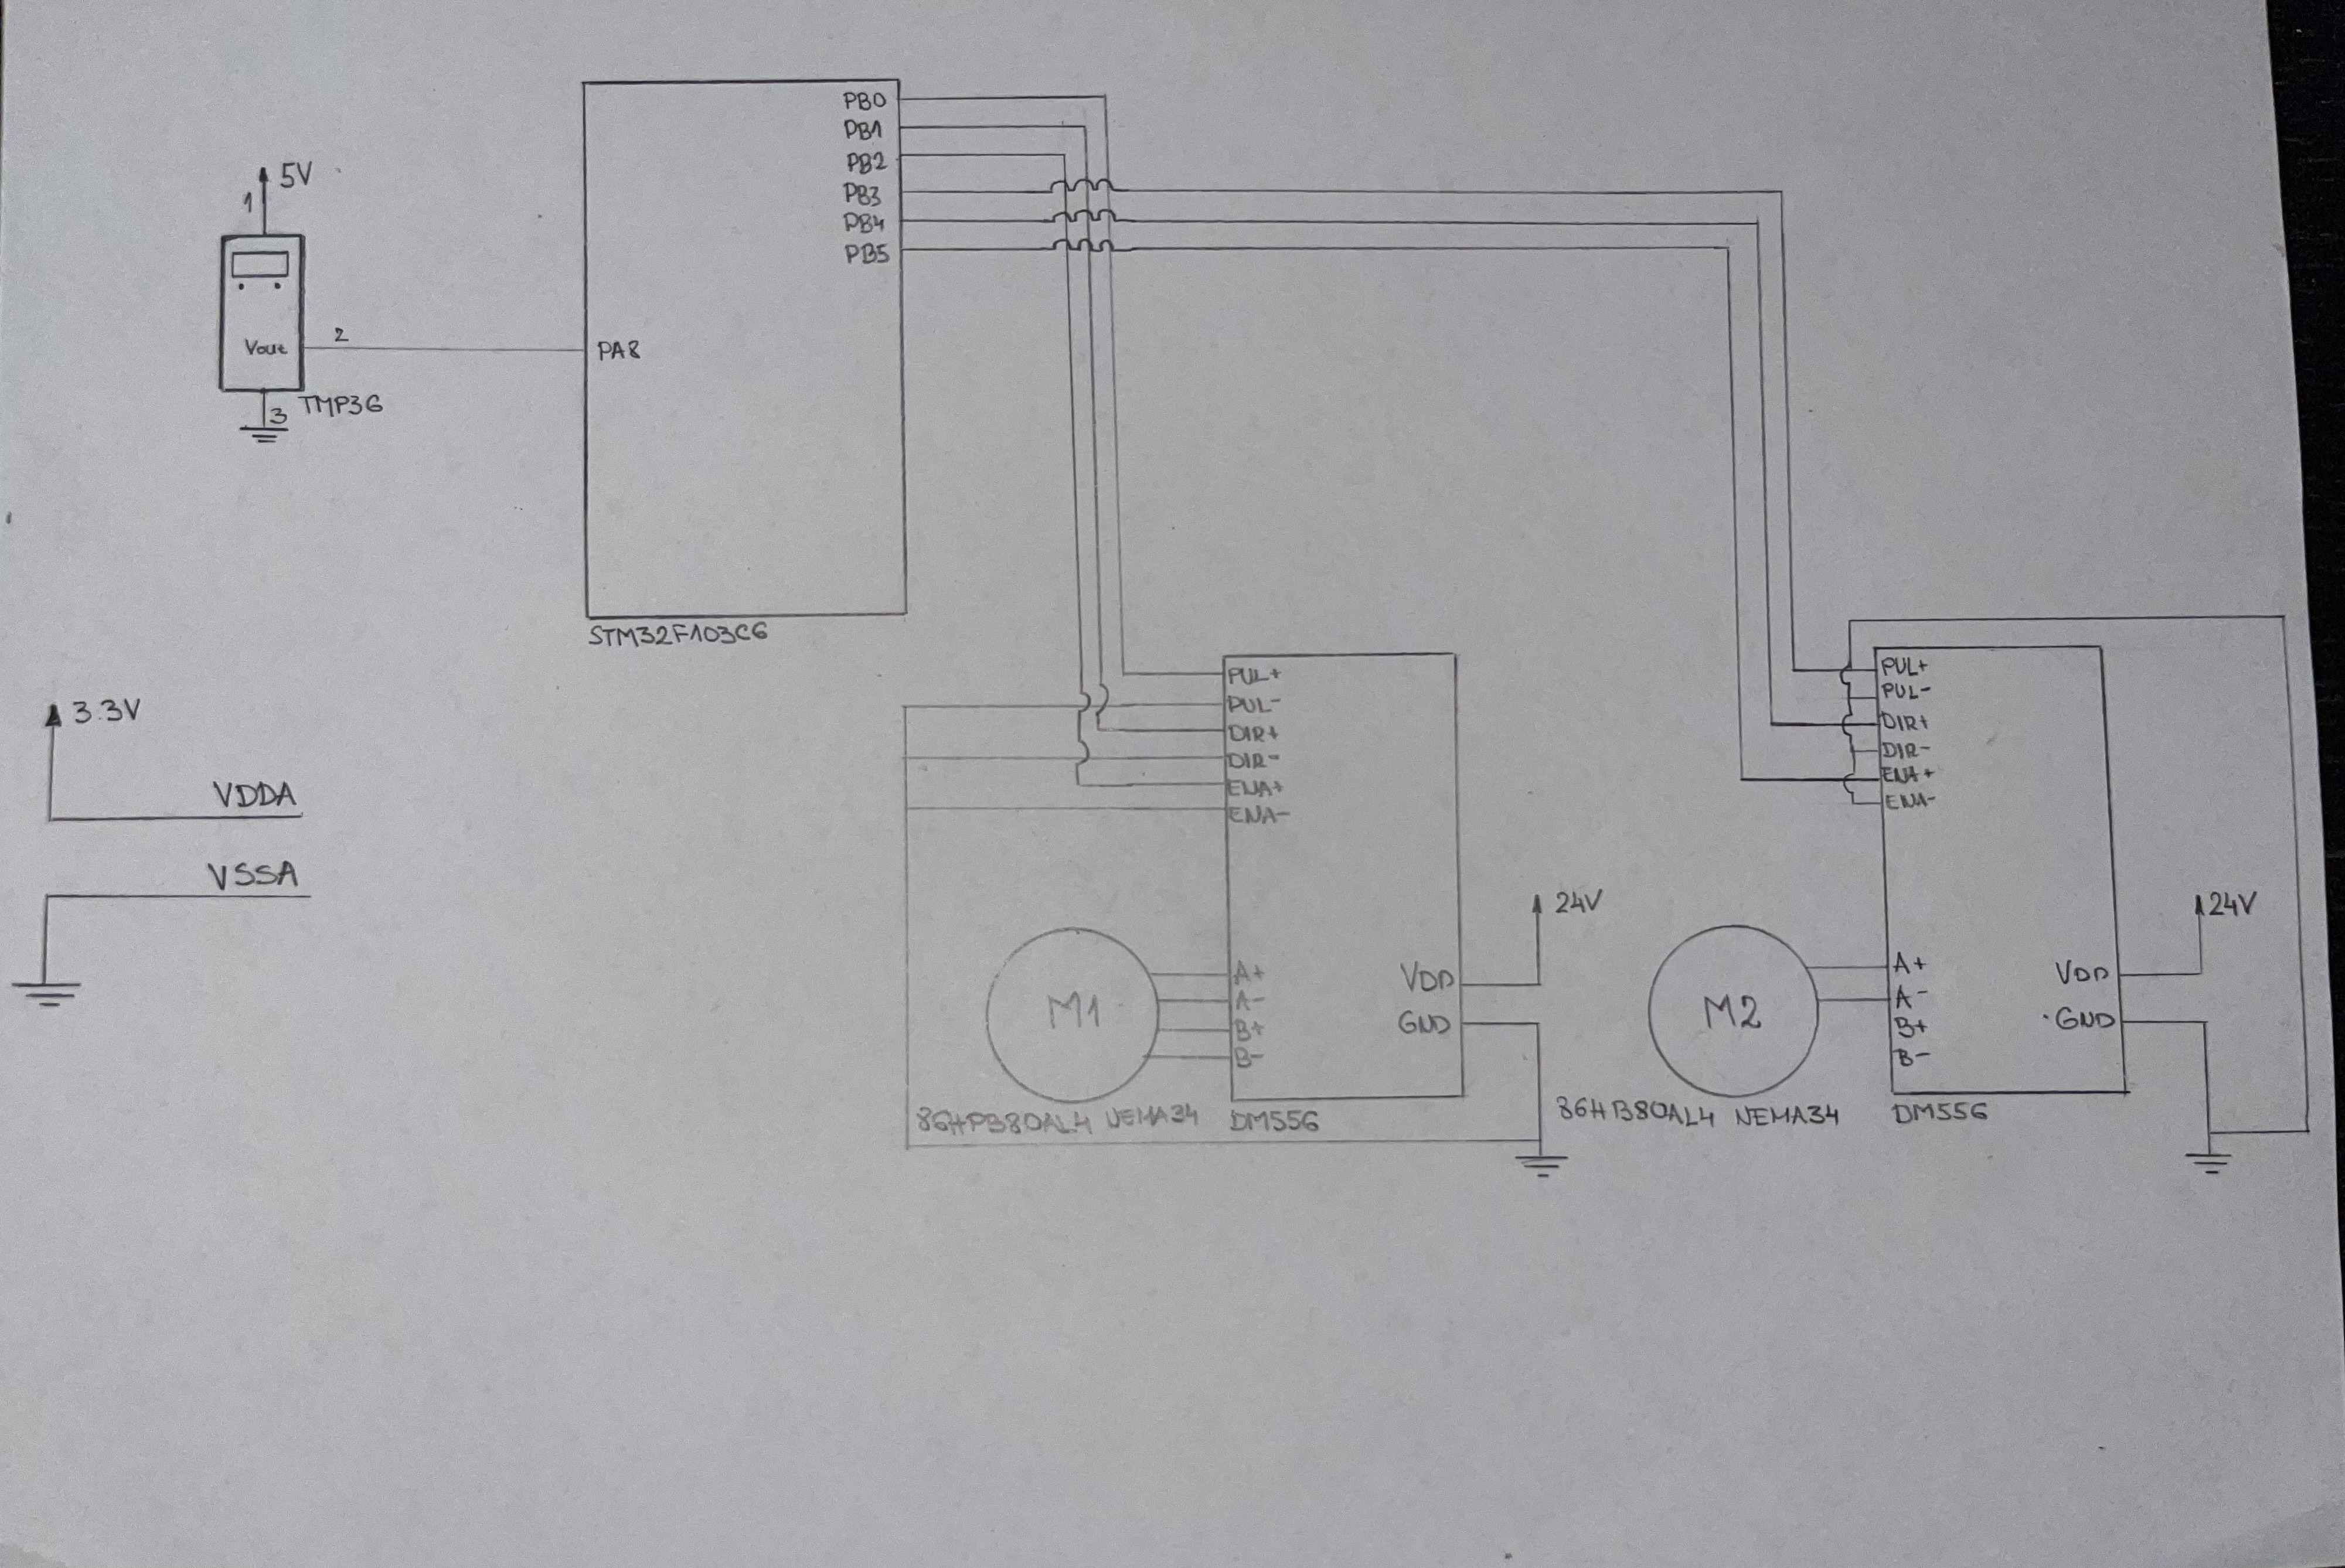 5V
1
Vout
2
3
TMP36
PB0
PB1
PB2
PB3
PB4
PB5
PA8
STM32F103C6
3.3V
VDDA
VSSA
PUL+
PUL-
DIR+
DIR-
ENA+
ENA-
A+
A-
B+
B-
VDD
GND
24V
M1
86HPB80AL4 NEMA34
DM556
PUL+
PUL-
DIR+
DIR-
ENA+
ENA-
A+
A-
B+
B-
VDD
GND
24V
M2
86HB80AL4 NEMA34
DM556